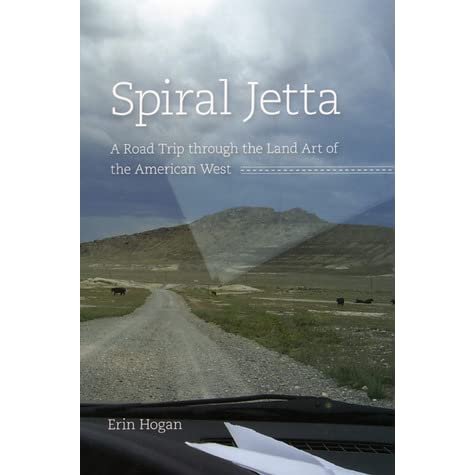 Spiral Jetta
A Road Trip through the Land Art of
the American West
Erin Hogan